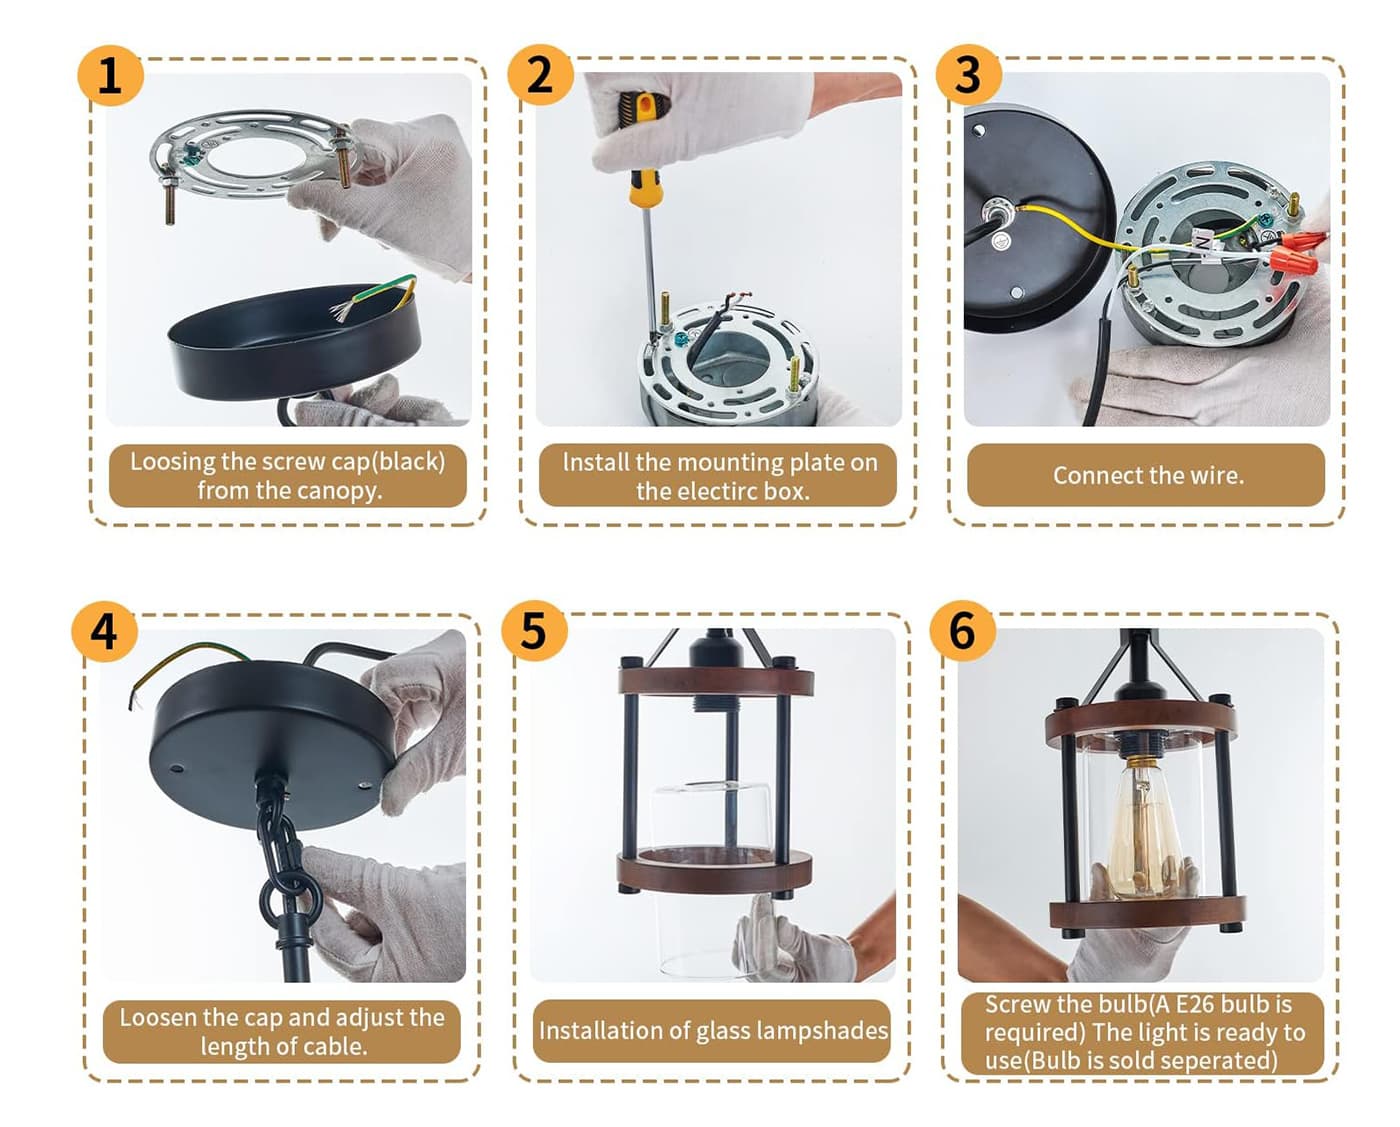 1
Loosing the screw cap(black)
from the canopy.
2
Install the mounting plate on
the electirc box.
3
N
Connect the wire.
4
Loosen the cap and adjust the
length of cable.
5
Installation of glass lampshades
6
Screw the bulb(A E26 bulb is
required) The light is ready to
use(Bulb is sold seperated)